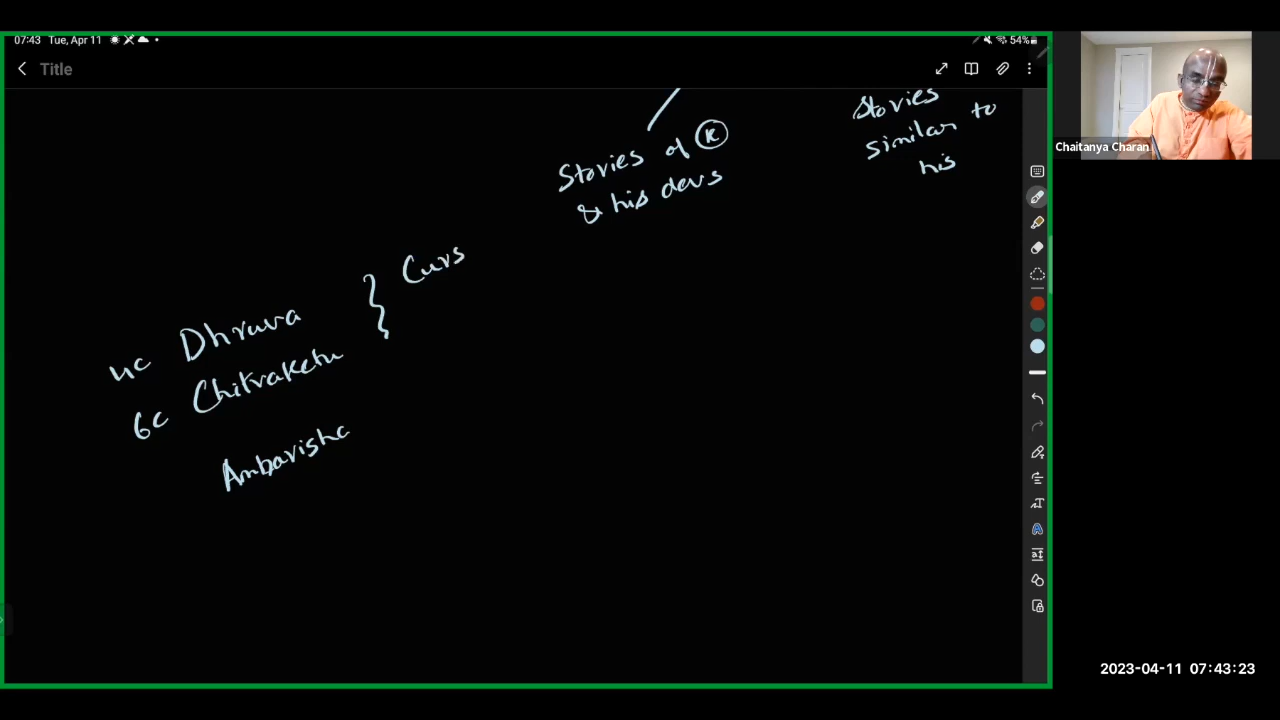 07:43 Tue, Apr 11
54%
Title
Stories of K
& his devs
Stories
similar to
his
4c Dhruva
6c Chitraketu
Curs
Ambarisha
Chaitanya Charan
2023-04-11 07:43:23